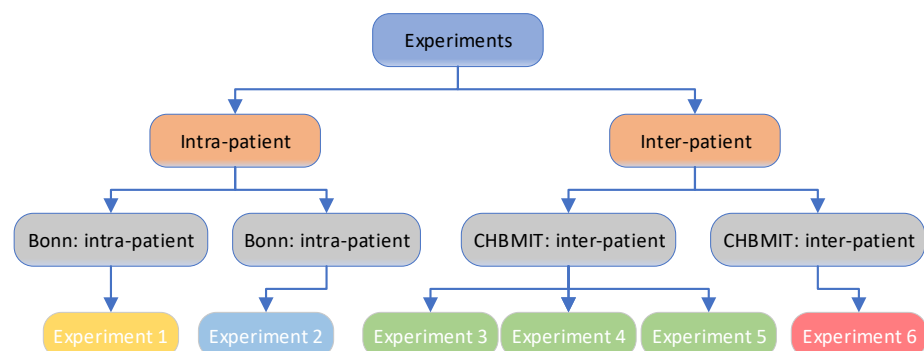 Experiments
Intra-patient
Inter-patient
Bonn: intra-patient
Bonn: intra-patient
CHBMIT: inter-patient
CHBMIT: inter-patient
Experiment 1
Experiment 2
Experiment 3
Experiment 4
Experiment 5
Experiment 6